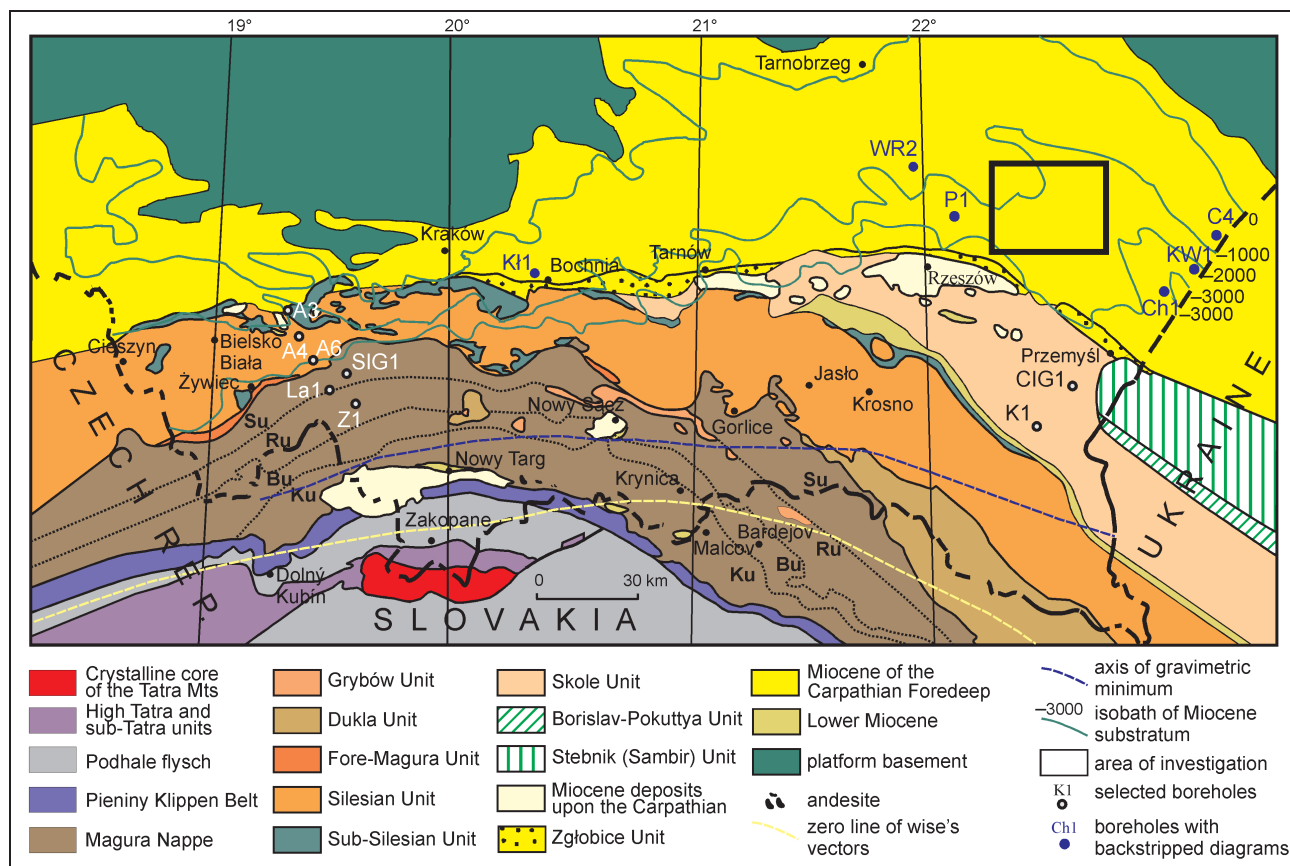 19° 20° 21° 22°
Tarnobrzeg
WR2
P1
C4
0
Kraków
Kł1
Bochnia
Tarnów
Rzeszów
KW1
–1000
–2000
Ch1
–3000
–3000
A3
Cieszyn
Bielsko
Biała
A4
A6
SIG1
Żywiec
La1
Z1
Jasło
Krosno
Przemyśl
CIG1
K1
Nowy Sącz
Gorlice
Su
Ru
Bu
Ku
Nowy Targ
Krynica
Su
Zakopane
Bardejov
Malcov
Ru
Bu
Ku
Dolný
Kubín
0 30 km
CZECH REP.
SLOVAKIA
UKRAINE
Crystalline core
of the Tatra Mts
High Tatra and
sub-Tatra units
Podhale flysch
Pieniny Klippen Belt
Magura Nappe
Grybów Unit
Dukla Unit
Fore-Magura Unit
Silesian Unit
Sub-Silesian Unit
Skole Unit
Borislav-Pokuttya Unit
Stebnik (Sambir) Unit
Miocene deposits
upon the Carpathian
Zgłobice Unit
Miocene of the
Carpathian Foredeep
Lower Miocene
platform basement
andesite
zero line of wise's
vectors
axis of gravimetric
minimum
–3000 isobath of Miocene
substratum
area of investigation
K1 selected boreholes
Ch1 boreholes with
backstripped diagrams